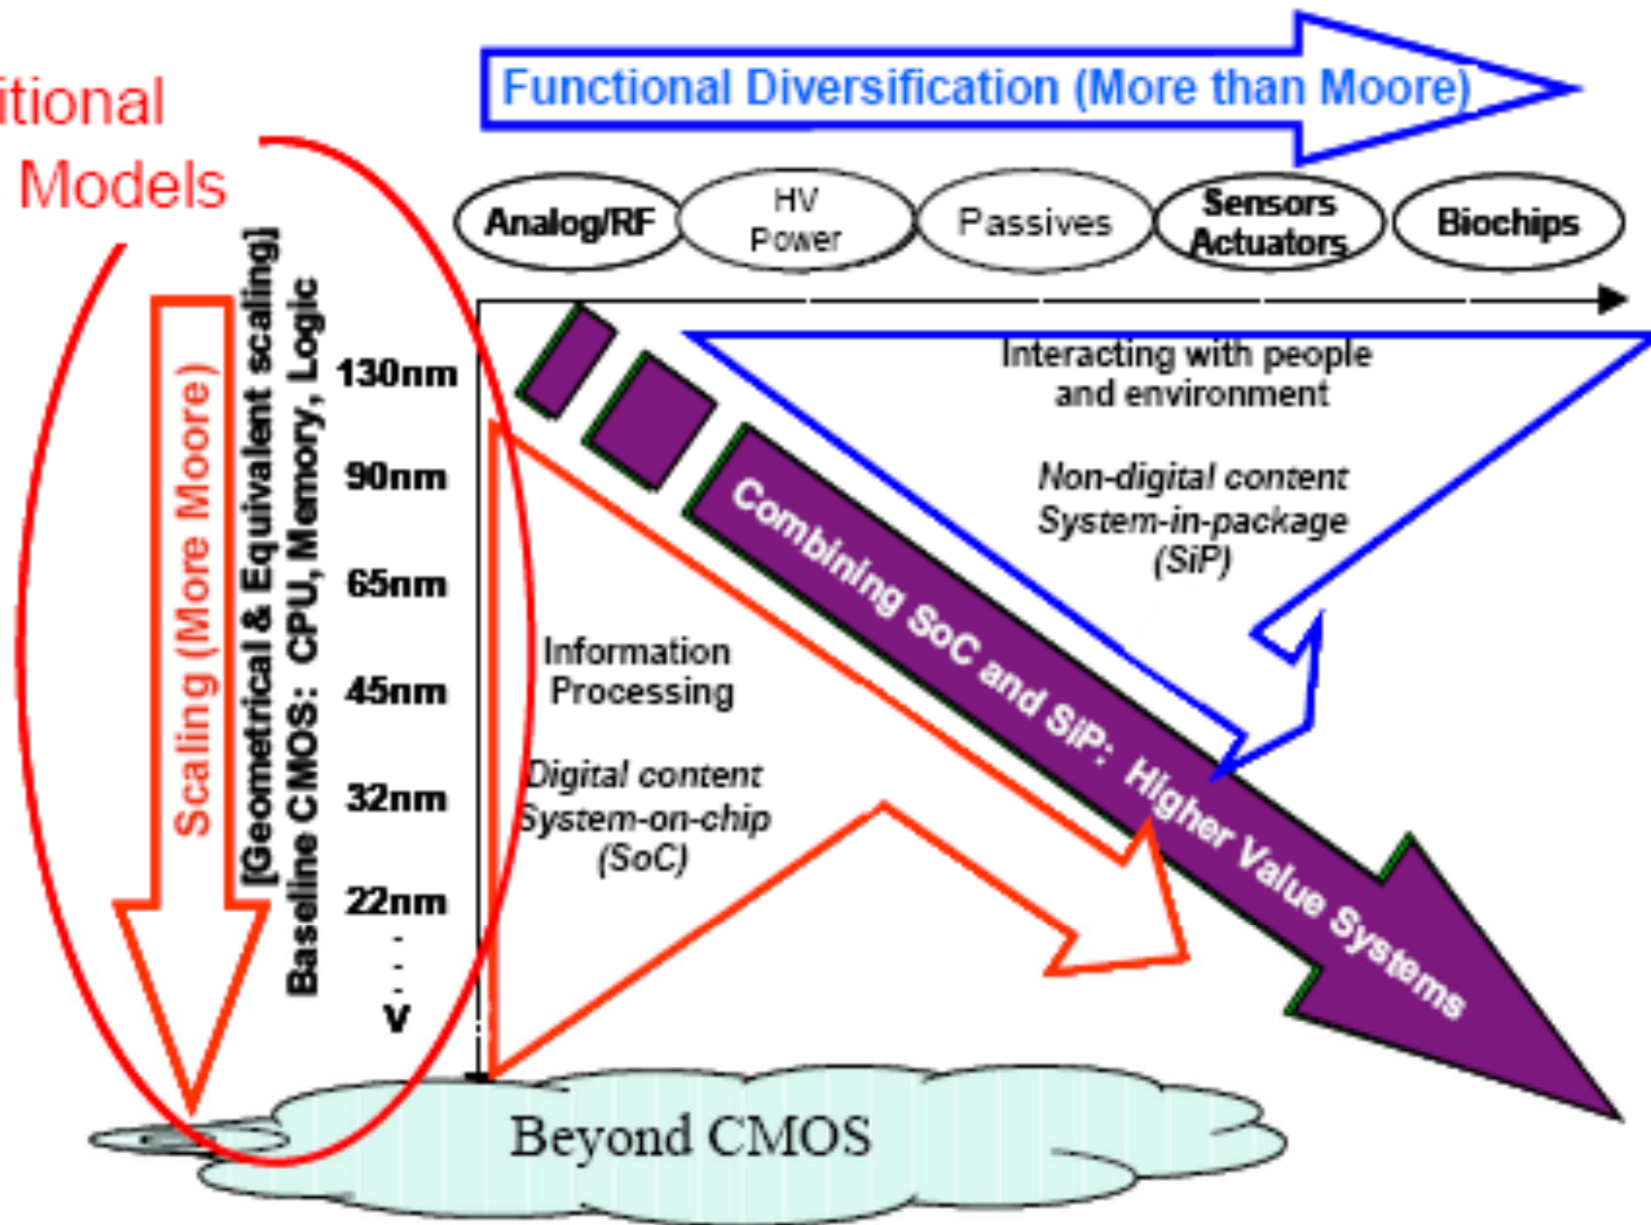 itional
Models
Functional Diversification (More than Moore)
Analog/RF
HV
Power
Passives
Sensors
Actuators
Biochips
Scaling (More Moore)
[Geometrical & Equivalent scaling]
Baseline CMOS: CPU, Memory, Logic
130nm
90nm
65nm
45nm
32nm
22nm
V
Interacting with people
and environment
Non-digital content
System-in-package
(SiP)
Combining SoC and SiP: Higher Value Systems
Information
Processing
Digital content
System-on-chip
(SoC)
Beyond CMOS